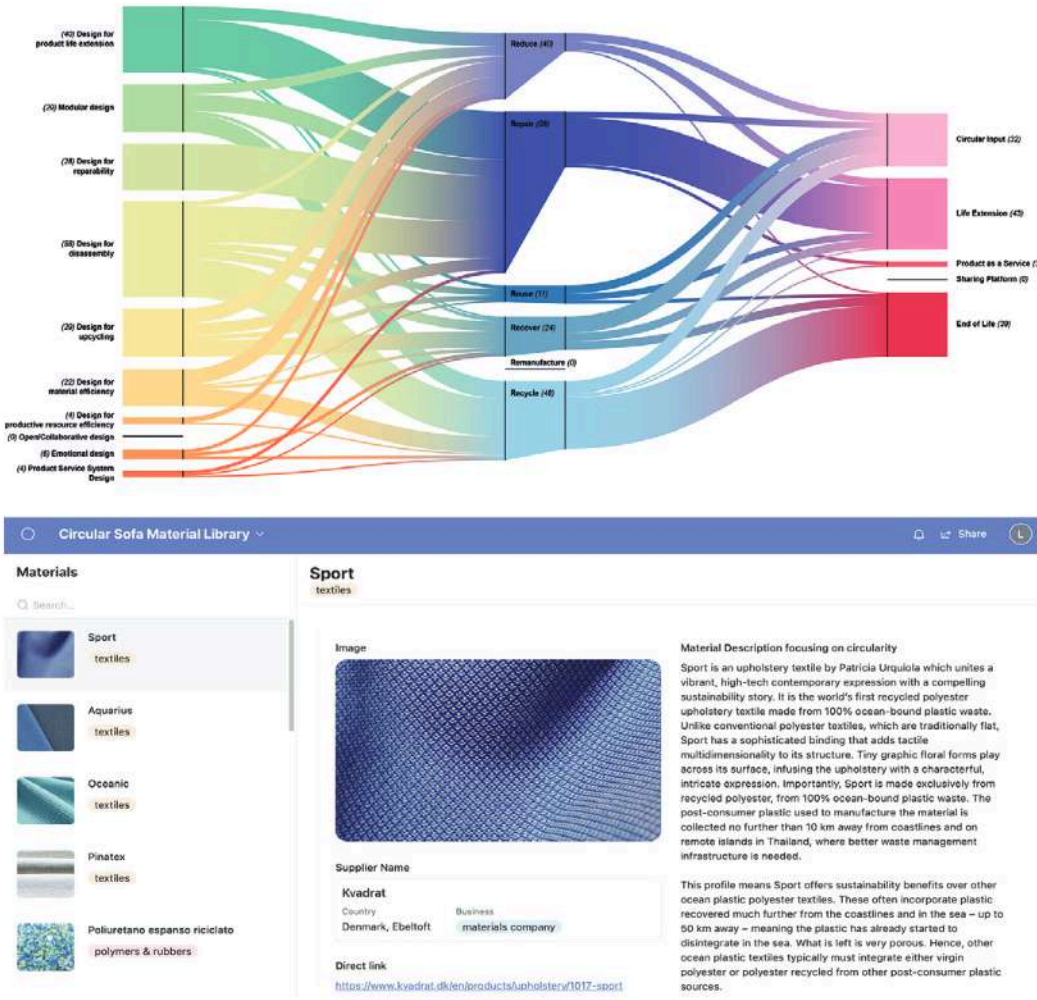 (40) Design for
product life extension
(29) Modular design
(28) Design for
reparability
(58) Design for
disassembly
(29) Design for
upcycling
(22) Design for
material efficiency
(4) Design for
productive resource efficiency
(0) Open/Collaborative design
(6) Emotional design
(4) Product Service System
Design
Reduce (40)
Repair (98)
Reuse (11)
Recover (24)
Remanufacture (0)
Recycle (48)
Circular Input (32)
Life Extension (43)
Product as a Service
Sharing Platform (0)
End of Life (39)
Circular Sofa Material Library
Share
L
Materials
Search...
Sport
textiles
Aquarius
textiles
Oceanic
textiles
Pinatex
textiles
Poliuretano espanso riciclato
polymers & rubbers
Sport
textiles
Image
Supplier Name
Kvadrat
Country
Business
Denmark, Ebeltoft
materials company
Direct link
https://www.kvadrat.dk/en/products/upholstery/1017-sport
Material Description focusing on circularity
Sport is an upholstery textile by Patricia Urquiola which unites a
vibrant, high-tech contemporary expression with a compelling
sustainability story. It is the world's first recycled polyester
upholstery textile made from 100% ocean-bound plastic waste.
Unlike conventional polyester textiles, which are traditionally flat,
Sport has a sophisticated binding that adds tactile
multidimensionality to its structure. Tiny graphic floral forms play
across its surface, infusing the upholstery with a characterful,
intricate expression. Importantly, Sport is made exclusively from
recycled polyester, from 100% ocean-bound plastic waste. The
post-consumer plastic used to manufacture the material is
collected no further than 10 km away from coastlines and on
remote islands in Thailand, where better waste management
infrastructure is needed.
This profile means Sport offers sustainability benefits over other
ocean plastic polyester textiles. These often incorporate plastic
recovered much further from the coastlines and in the sea – up to
50 km away – meaning the plastic has already started to
disintegrate in the sea. What is left is very porous. Hence, other
ocean plastic textiles typically must integrate either virgin
polyester or polyester recycled from other post-consumer plastic
sources.